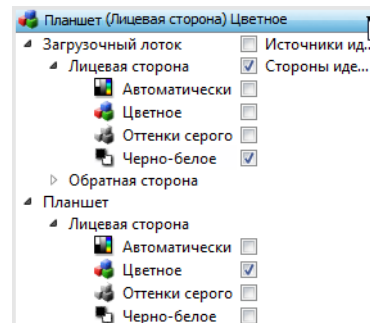 Планшет (Лицевая сторона) Цветное
Загрузочный лоток Источники ид...
Лицевая сторона Стороны иде...
Автоматически
Цветное
Оттенки серого
Черно-белое
Обратная сторона
Планшет
Лицевая сторона
Автоматически
Цветное
Оттенки серого
Черно-белое